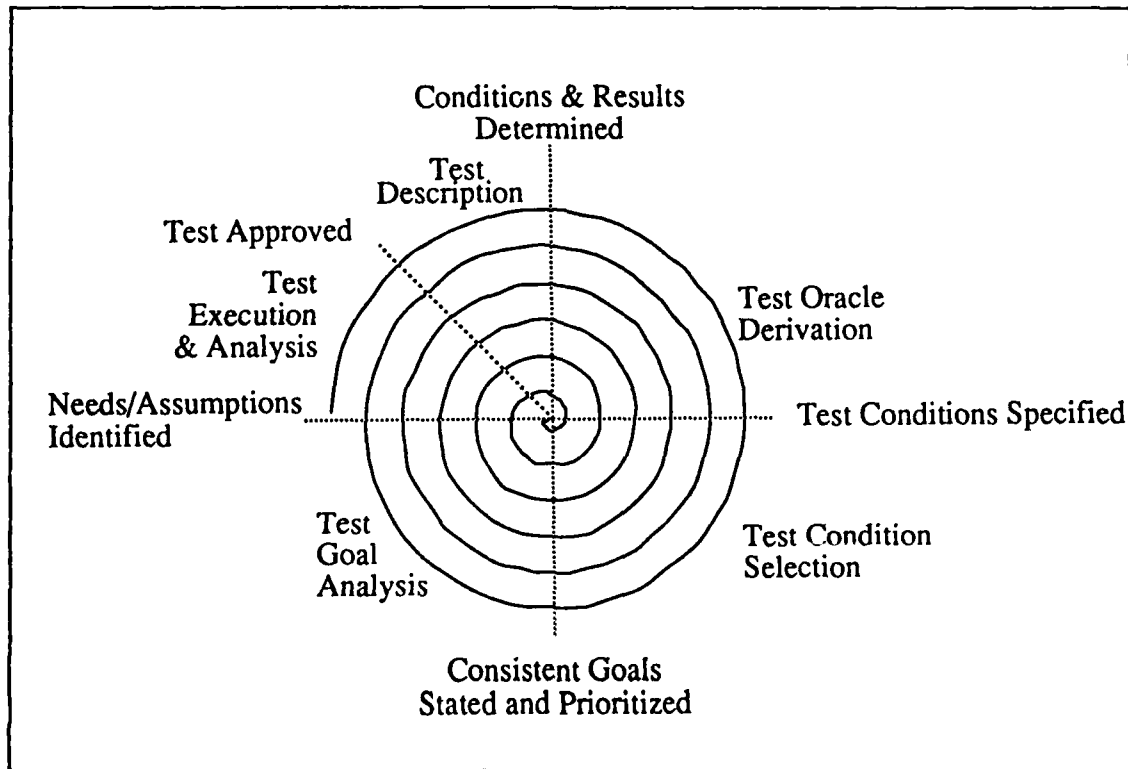 Conditions & Results
Determined
Test
Description
Test Approved
Test
Execution
& Analysis
Test Oracle
Derivation
Needs/Assumptions
Identified
Test Conditions Specified
Test
Goal
Analysis
Test Condition
Selection
Consistent Goals
Stated and Prioritized